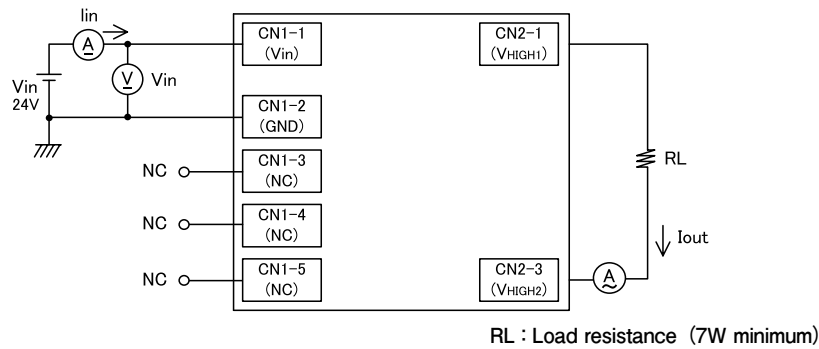 Iin
A
CN1-1
(Vin)
CN2-1
(VHIGH1)
Vin
24V
V
Vin
CN1-2
(GND)
NC
CN1-3
(NC)
RL
NC
CN1-4
(NC)
Iout
NC
CN1-5
(NC)
CN2-3
(VHIGH2)
A
RL : Load resistance (7W minimum)